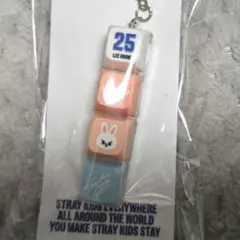 25
LEE KNOW
STRAY KIDS EVERYWHERE
ALL AROUND THE WORLD
YOU MAKE STRAY KIDS STAY